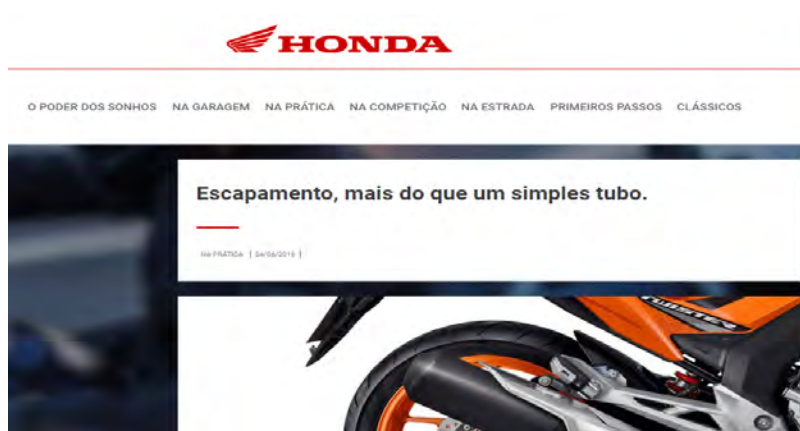 HONDA
O PODER DOS SONHOS NA GARAGEM NA PRÁTICA NA COMPETIÇÃO NA ESTRADA PRIMEIROS PASSOS CLÁSSICOS
Escapamento, mais do que um simples tubo.
NA PRÁTICA |
TWISTER